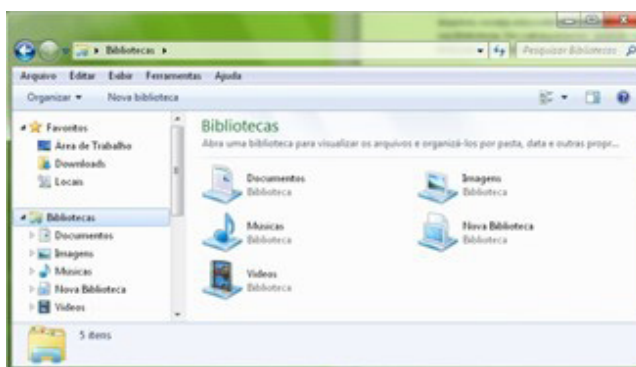 Bibliotecas
Pesquisar Bibliotecas
Arquivo Editar Exibir Ferramentas Ajuda
Organizar Nova biblioteca
Favoritos
Área de Trabalho
Downloads
Locais
Bibliotecas
Documentos
Imagens
Músicas
Nova Biblioteca
Vídeos
Bibliotecas
Abra uma biblioteca para visualizar os arquivos e organizá-los por pasta, data e outras propr...
Documentos
Biblioteca
Imagens
Biblioteca
Músicas
Biblioteca
Nova Biblioteca
Biblioteca
Vídeos
Biblioteca
5 itens